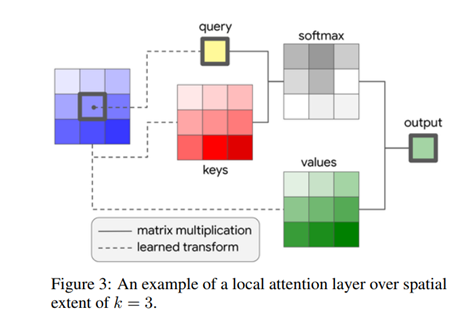 query
softmax
output
keys
values
matrix multiplication
learned transform
Figure 3: An example of a local attention layer over spatial
extent of k = 3.